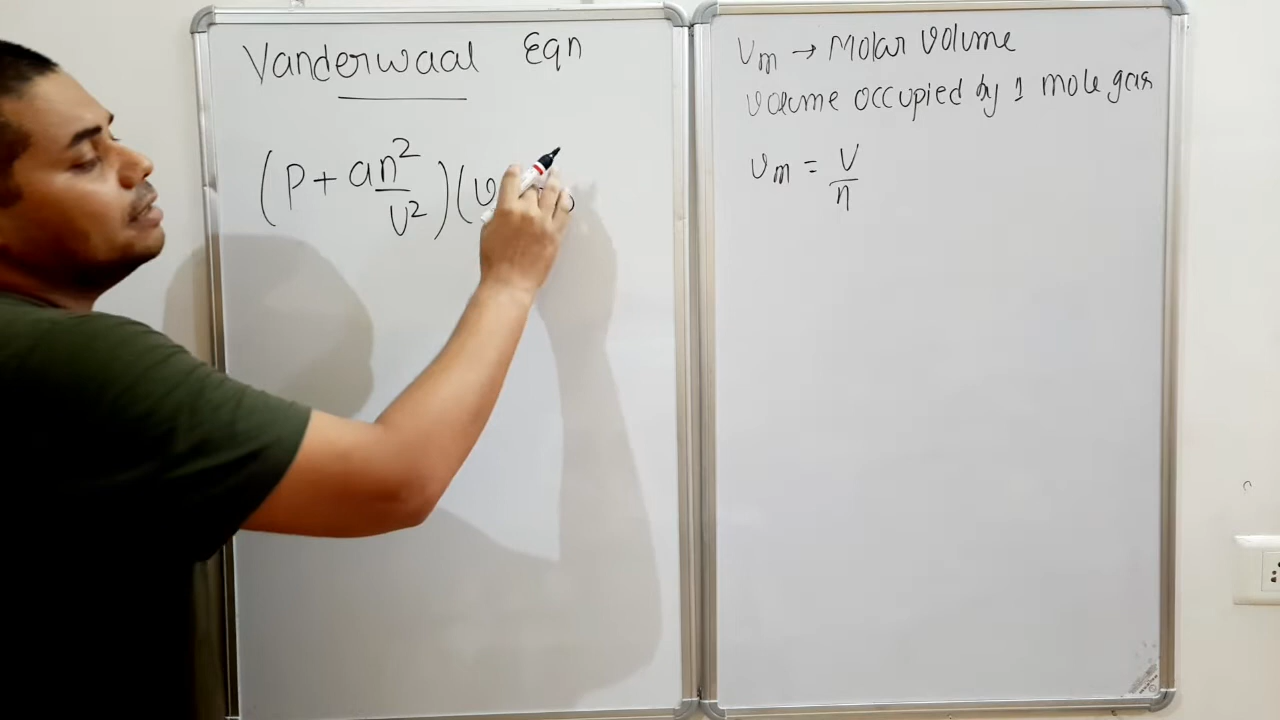 Vanderwaal Eqn
(P + an²/V²)(V
Vm → Molar Volume
Volume occupied by 1 mole gas
Vm = V/n